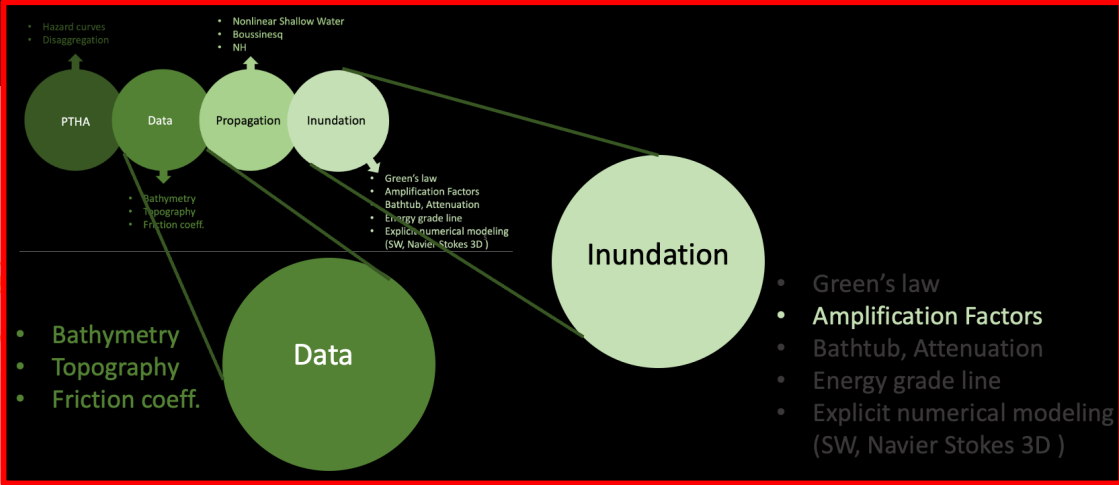 • Hazard curves
• Disaggregation
• Nonlinear Shallow Water
• Boussinesq
• NH
PTHA
Data
Propagation
Inundation
• Bathymetry
• Topography
• Friction coeff.
• Green's law
• Amplification Factors
• Bathtub, Attenuation
• Energy grade line
• Explicit numerical modeling
(SW, Navier Stokes 3D )
• Bathymetry
• Topography
• Friction coeff.
Data
Inundation
• Green's law
• Amplification Factors
• Bathtub, Attenuation
• Energy grade line
• Explicit numerical modeling
(SW, Navier Stokes 3D )